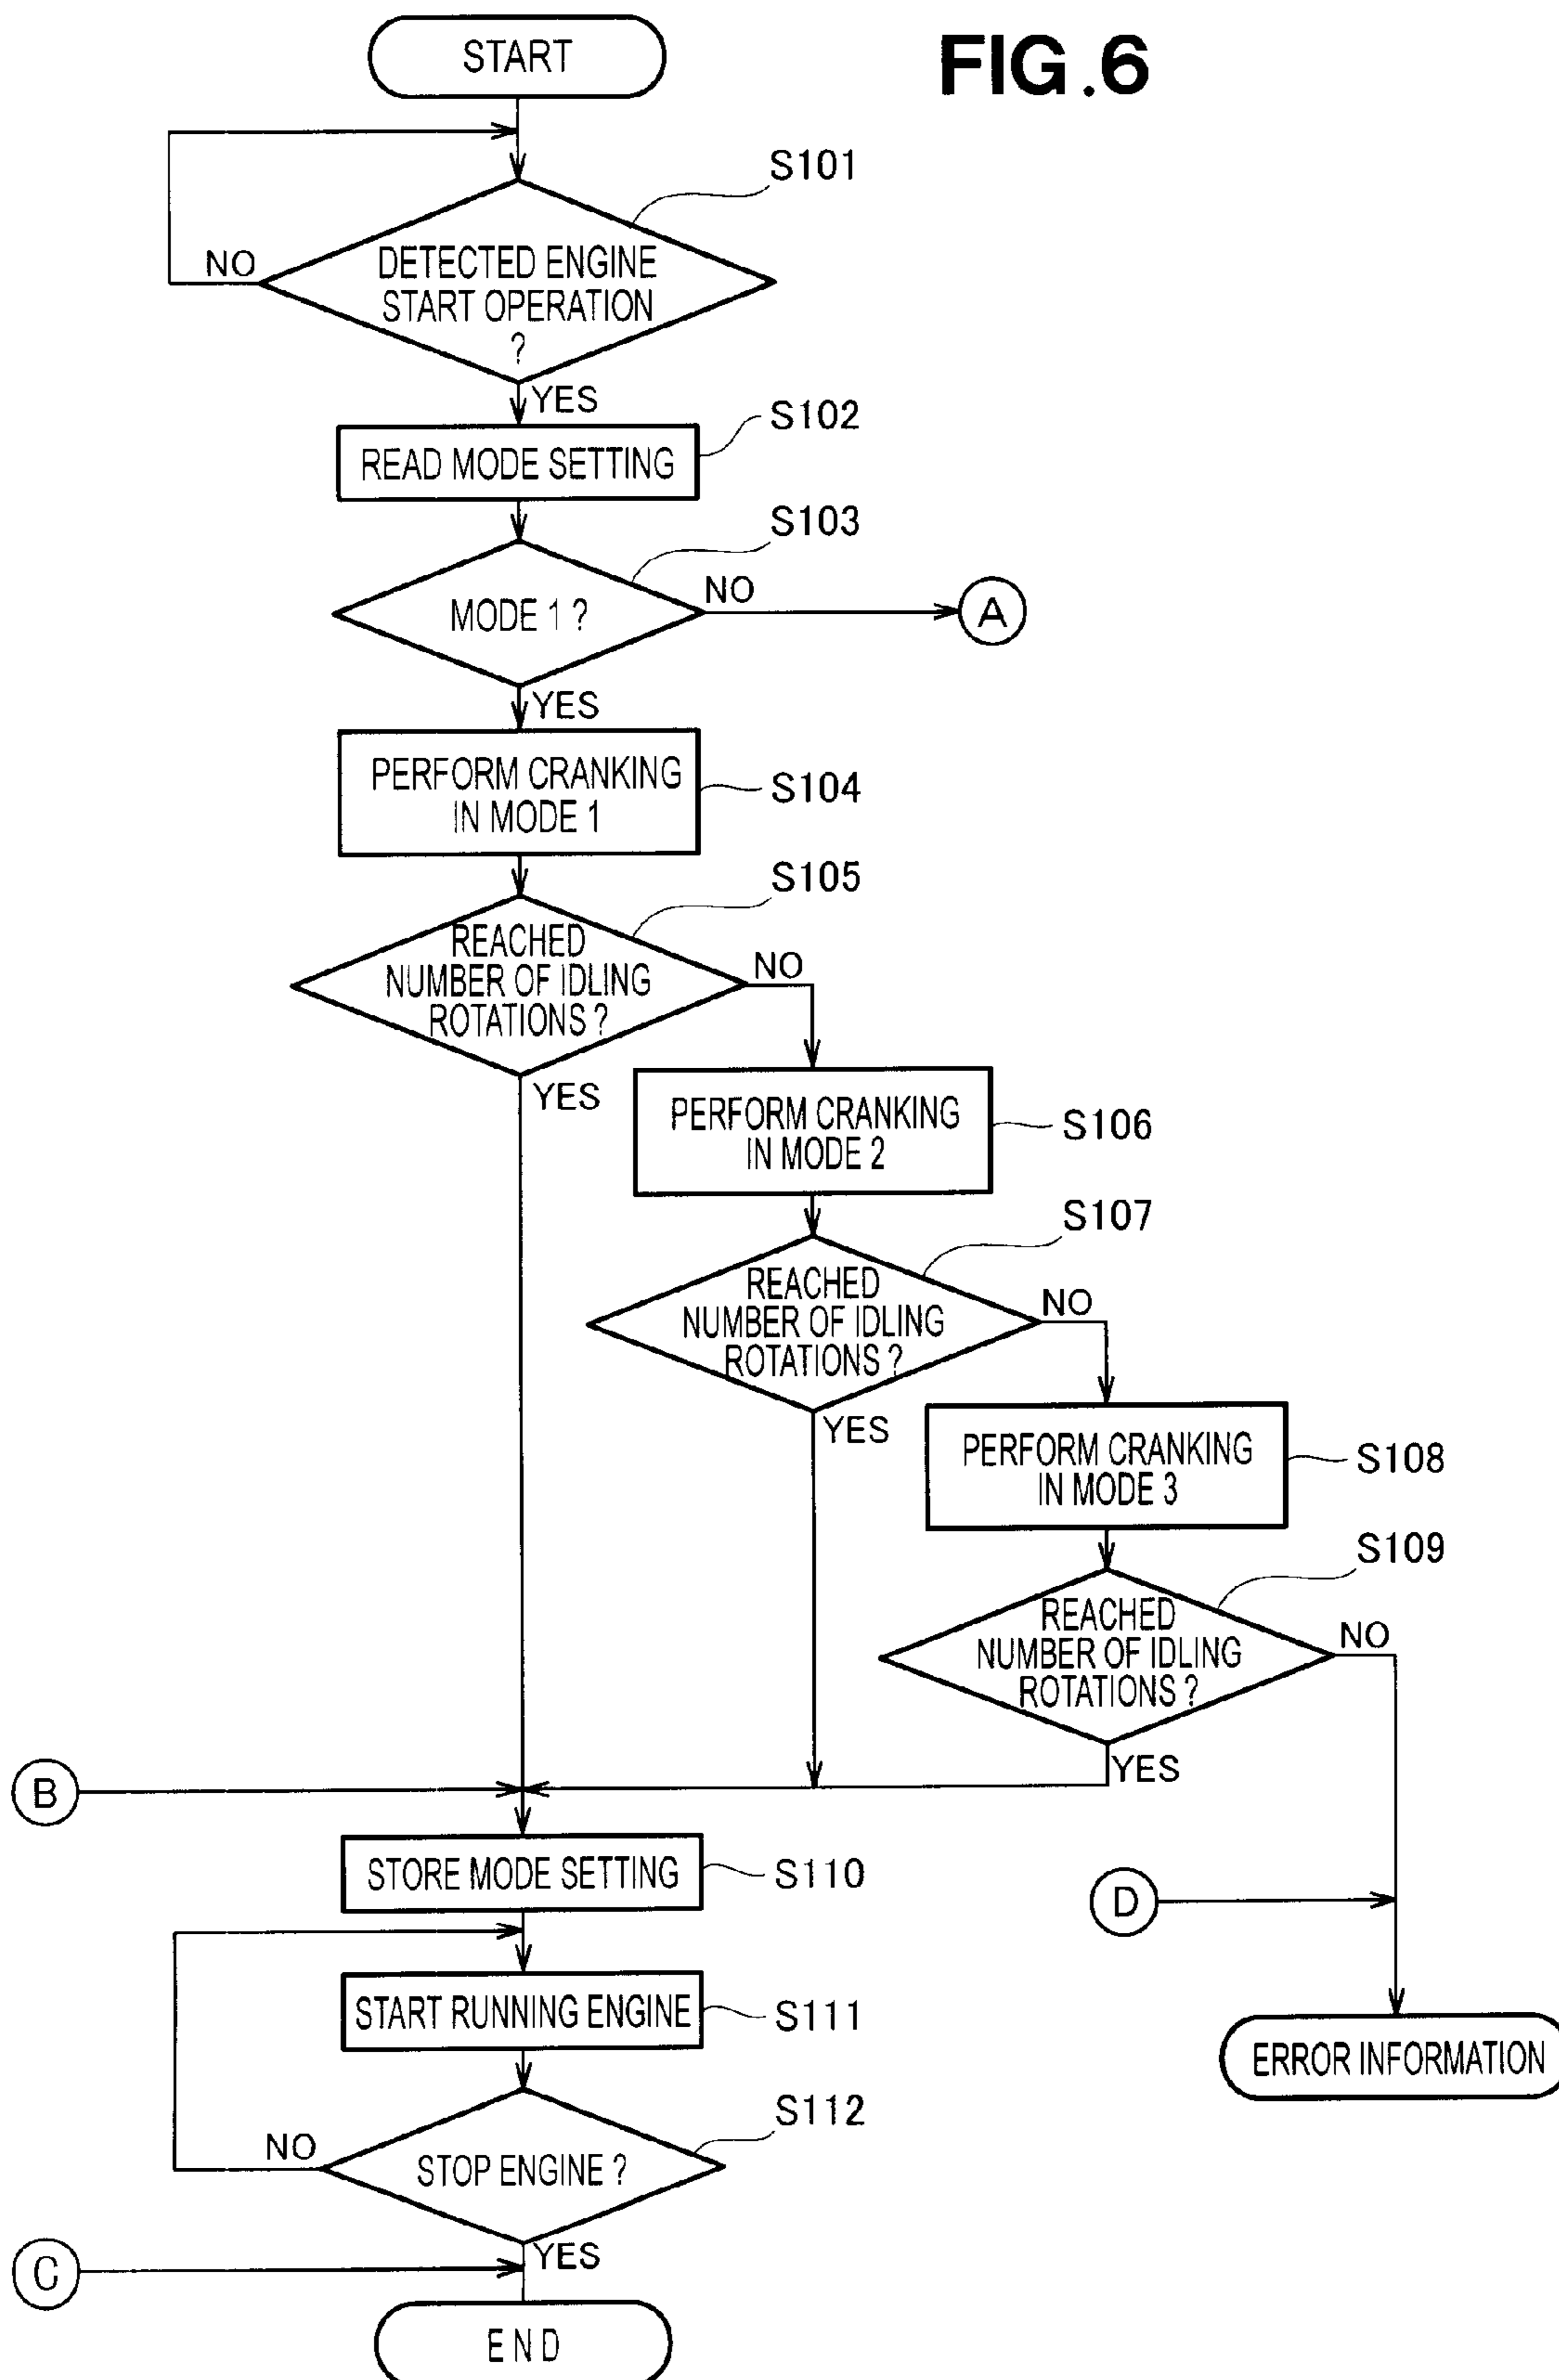 FIG.6
START
S101
NO
DETECTED ENGINE
START OPERATION
?
YES
S102
READ MODE SETTING
S103
MODE 1 ?
NO
A
YES
PERFORM CRANKING
IN MODE 1
S104
S105
REACHED
NUMBER OF IDLING
ROTATIONS ?
NO
YES
PERFORM CRANKING
IN MODE 2
S106
S107
REACHED
NUMBER OF IDLING
ROTATIONS ?
NO
YES
PERFORM CRANKING
IN MODE 3
S108
S109
REACHED
NUMBER OF IDLING
ROTATIONS ?
NO
YES
B
STORE MODE SETTING
S110
D
START RUNNING ENGINE
S111
ERROR INFORMATION
S112
NO
STOP ENGINE ?
YES
C
END